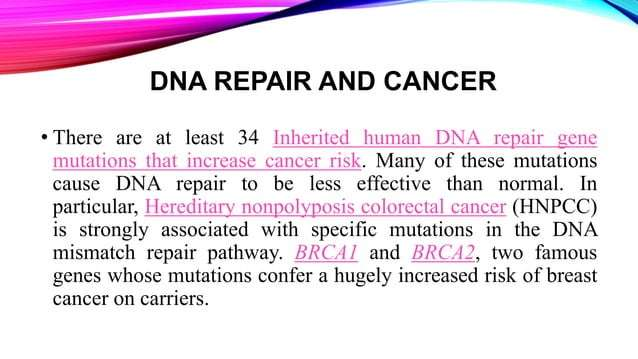 DNA REPAIR AND CANCER
• There are at least 34 Inherited human DNA repair gene
mutations that increase cancer risk. Many of these mutations
cause DNA repair to be less effective than normal. In
particular, Hereditary nonpolyposis colorectal cancer (HNPCC)
is strongly associated with specific mutations in the DNA
mismatch repair pathway. BRCA1 and BRCA2, two famous
genes whose mutations confer a hugely increased risk of breast
cancer on carriers.